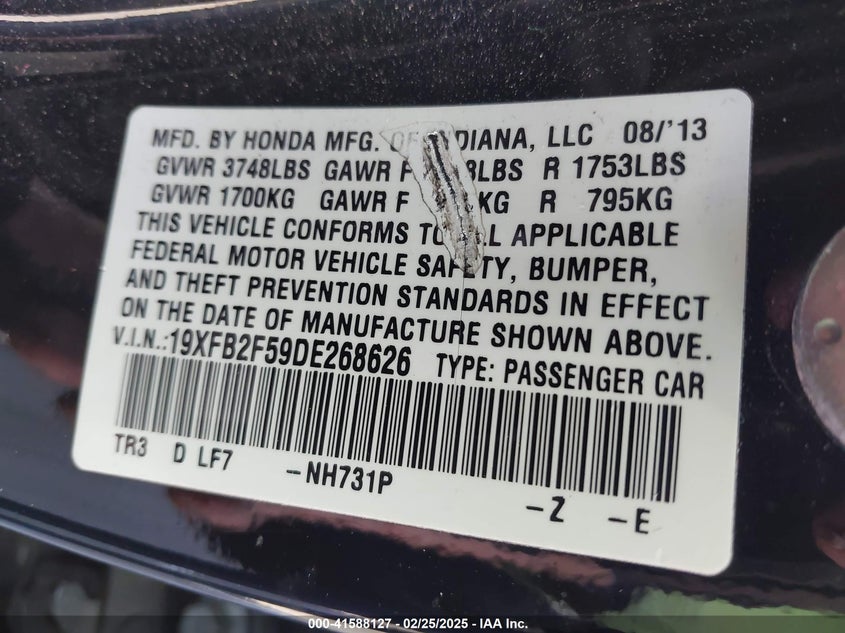 MFD. BY HONDA MFG. OF INDIANA, LLC 08/'13
GVWR 3748LBS GAWR F 8LBS R 1753LBS
GVWR 1700KG GAWR F KG R 795KG
THIS VEHICLE CONFORMS TO ALL APPLICABLE
FEDERAL MOTOR VEHICLE SAFETY, BUMPER,
AND THEFT PREVENTION STANDARDS IN EFFECT
ON THE DATE OF MANUFACTURE SHOWN ABOVE.
V.I.N.:19XFB2F59DE268626 TYPE: PASSENGER CAR
TR3 D LF7 -NH731P -Z -E
000-41588127 - 02/25/2025 - IAA Inc.